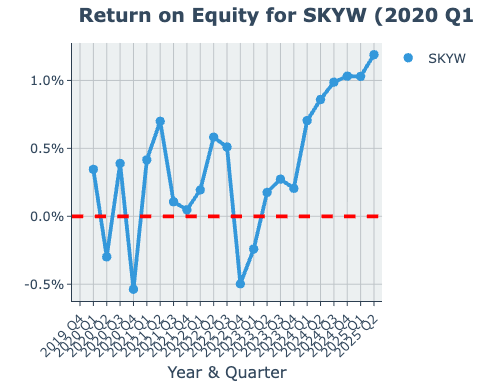 Return on Equity for SKYW (2020 Q1
SKYW
1.0%
0.5%
0.0%
-0.5%
2019 Q4
2020 Q1
2020 Q2
2020 Q3
2020 Q4
2021 Q1
2021 Q2
2021 Q3
2021 Q4
2022 Q1
2022 Q2
2022 Q3
2022 Q4
2023 Q1
2023 Q2
2023 Q3
2023 Q4
2024 Q1
2024 Q2
2024 Q3
2024 Q4
2025 Q1
2025 Q2
Year & Quarter